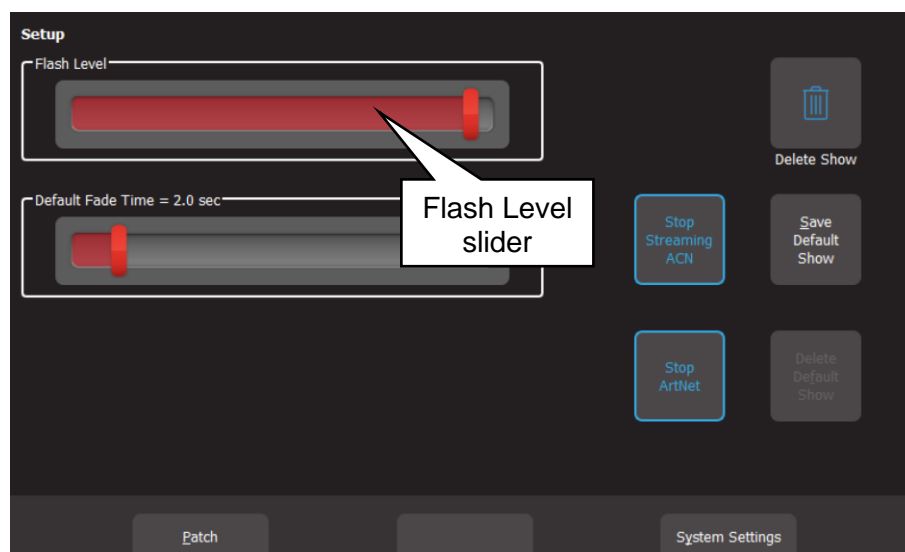 Setup
Flash Level
Delete Show
Default Fade Time = 2.0 sec
Flash Level
slider
Stop
Streaming
ACN
Save
Default
Show
Stop
ArtNet
Delete
Default
Show
Patch
System Settings